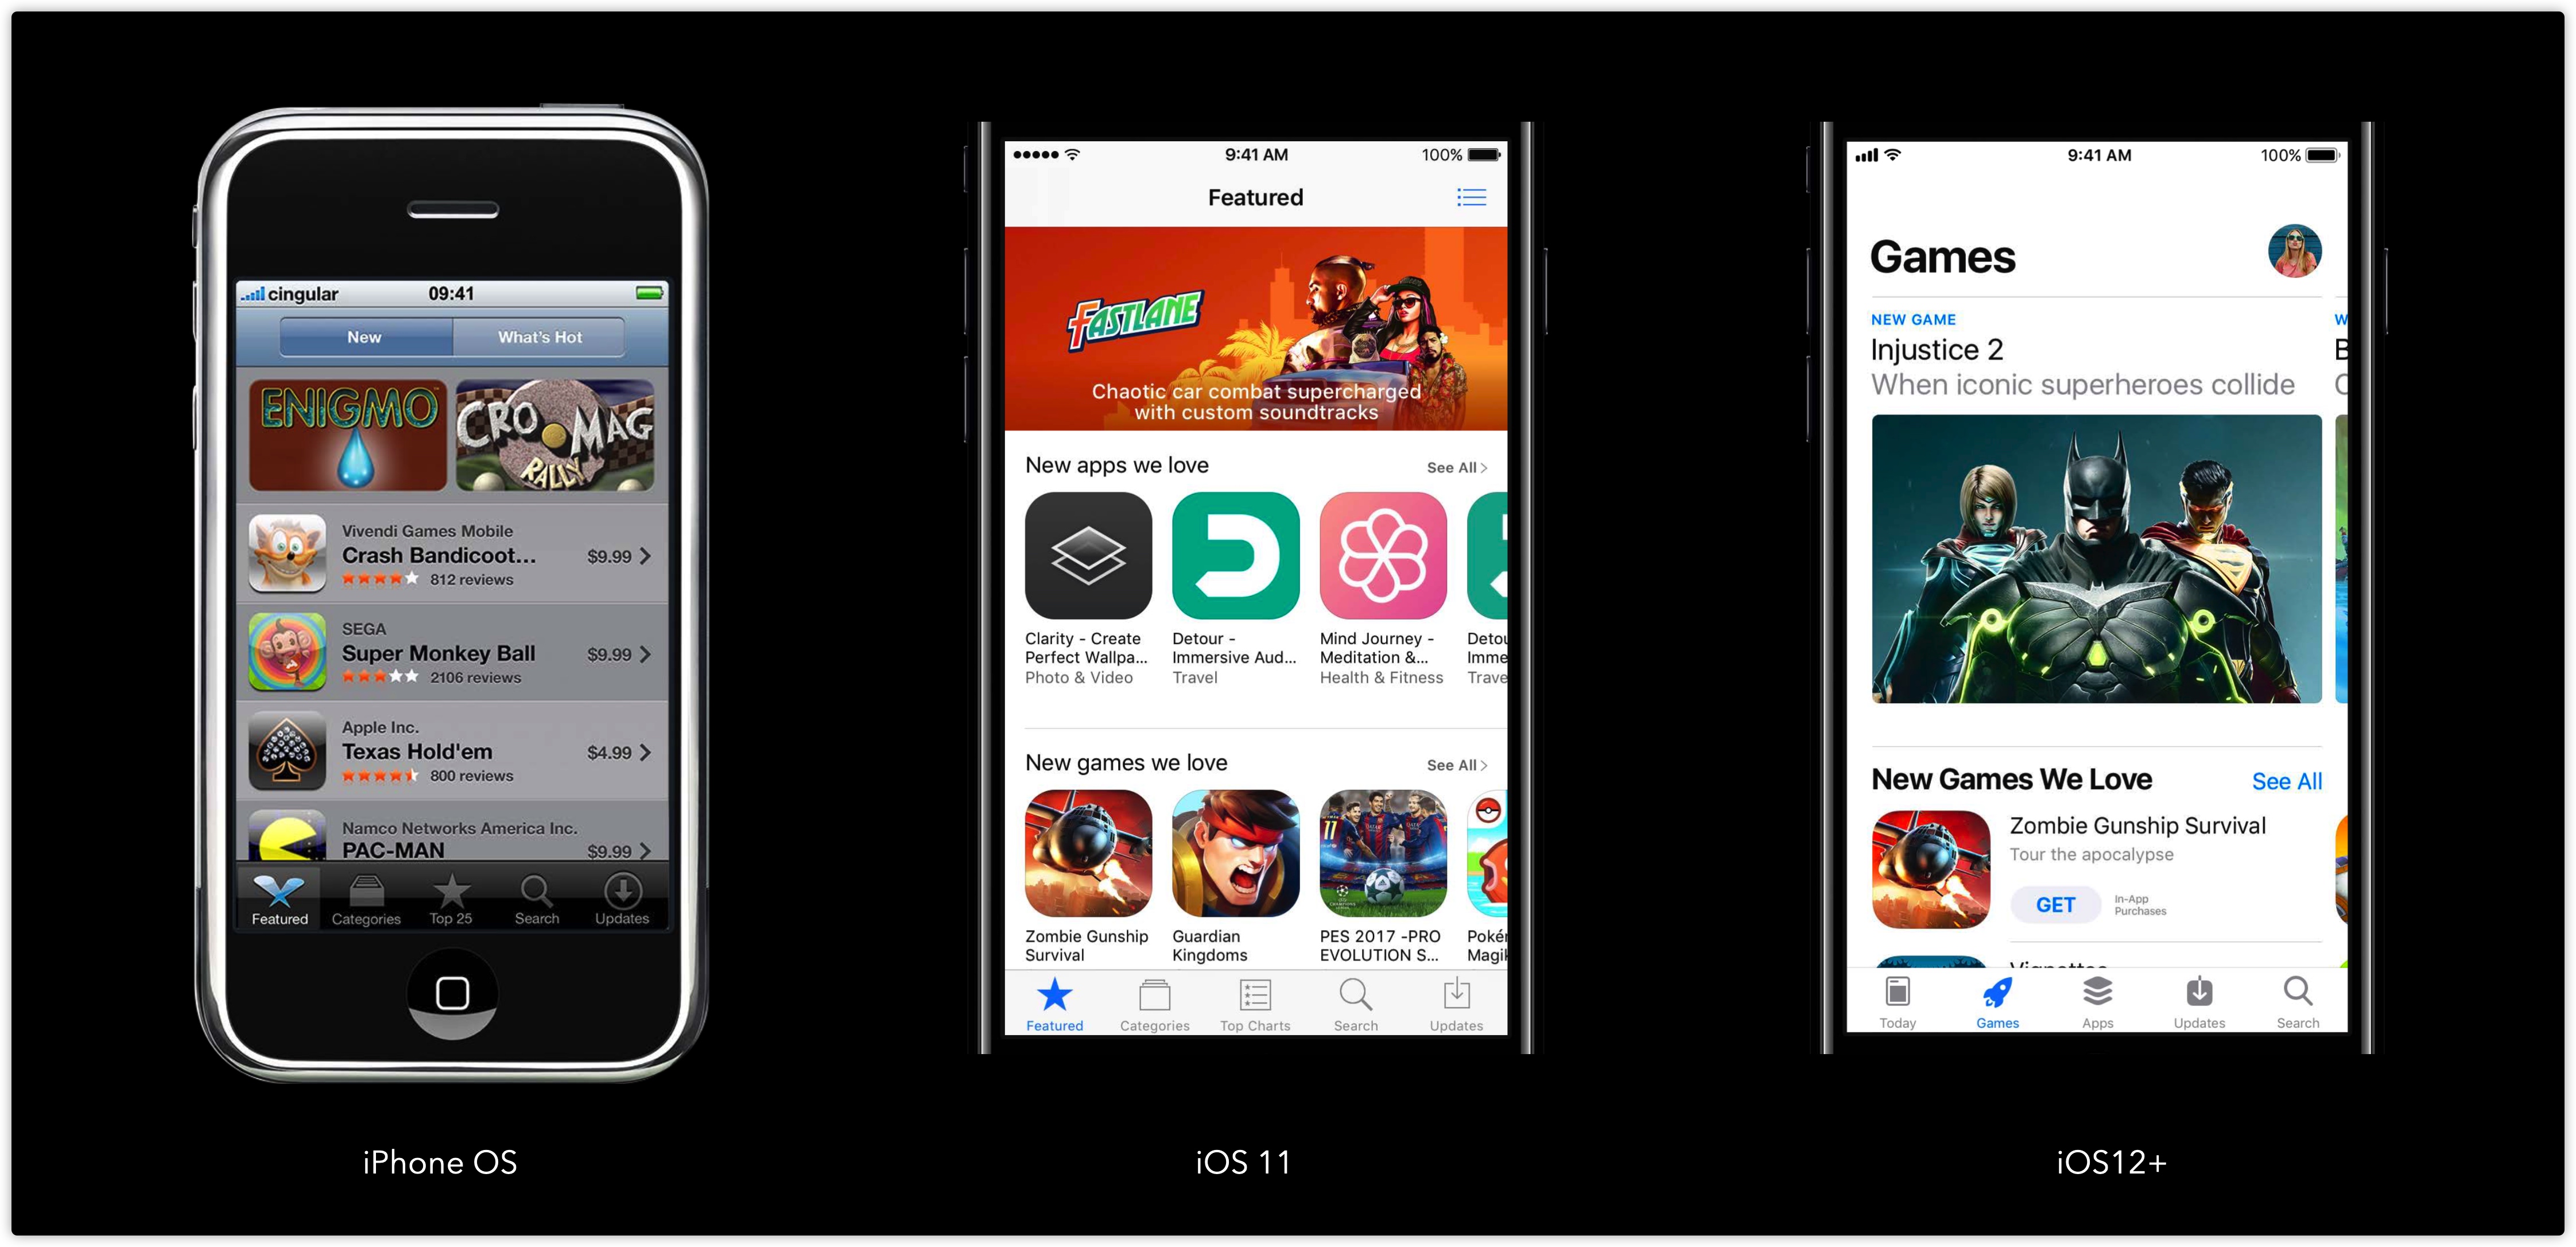 cingular 09:41
New What's Hot
ENIGMO
CRO MAG
RALLY
Vivendi Games Mobile
Crash Bandicoot... $9.99
812 reviews
SEGA
Super Monkey Ball $9.99
2106 reviews
Apple Inc.
Texas Hold'em $4.99
800 reviews
Namco Networks America Inc.
PAC-MAN $9.99
Featured Categories Top 25 Search Updates
iPhone OS
9:41 AM 100%
Featured
FASTLANE
Chaotic car combat supercharged
with custom soundtracks
New apps we love See All
Clarity - Create Detour - Mind Journey - Detou
Perfect Wallpa... Immersive Aud... Meditation &... Imme
Photo & Video Travel Health & Fitness Trave
New games we love See All
11
Zombie Gunship Guardian PES 2017 -PRO Poké
Survival Kingdoms EVOLUTION S... Magi
Featured Categories Top Charts Search Updates
iOS 11
9:41 AM 100%
Games
NEW GAME W
Injustice 2 B
When iconic superheroes collide C
New Games We Love See All
Zombie Gunship Survival
Tour the apocalypse
GET In-App
Purchases
Today Games Apps Updates Search
iOS12+